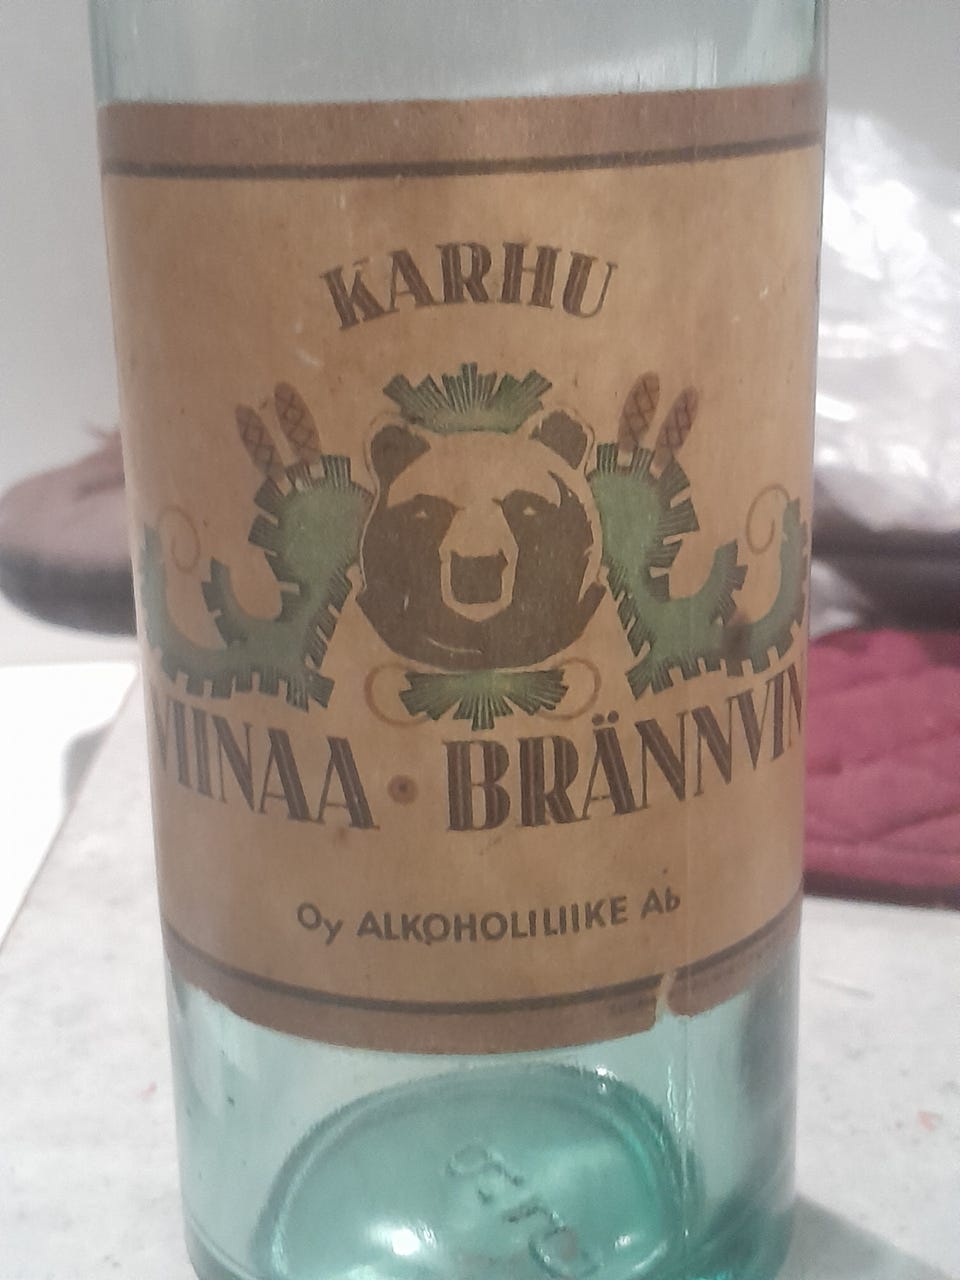 KARHU
VIINAA • BRÄNNVIN
Oy ALKOHOLILIIKE Ab